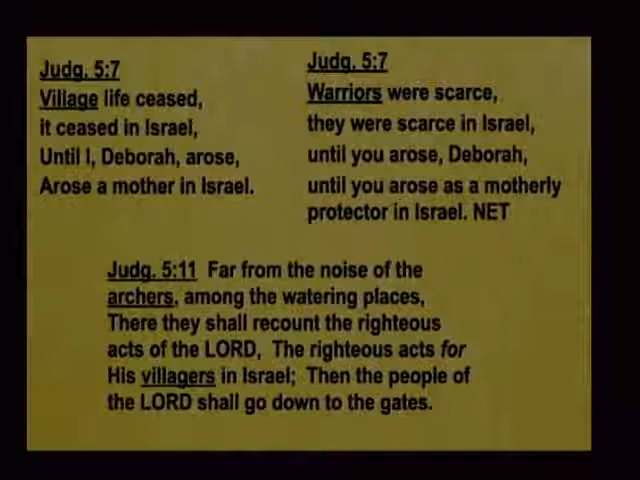 Judg. 5:7
Village life ceased,
it ceased in Israel,
Until I, Deborah, arose,
Arose a mother in Israel.
Judg. 5:7
Warriors were scarce,
they were scarce in Israel,
until you arose, Deborah,
until you arose as a motherly
protector in Israel. NET
Judg. 5:11 Far from the noise of the
archers, among the watering places,
There they shall recount the righteous
acts of the LORD, The righteous acts for
His villagers in Israel; Then the people of
the LORD shall go down to the gates.